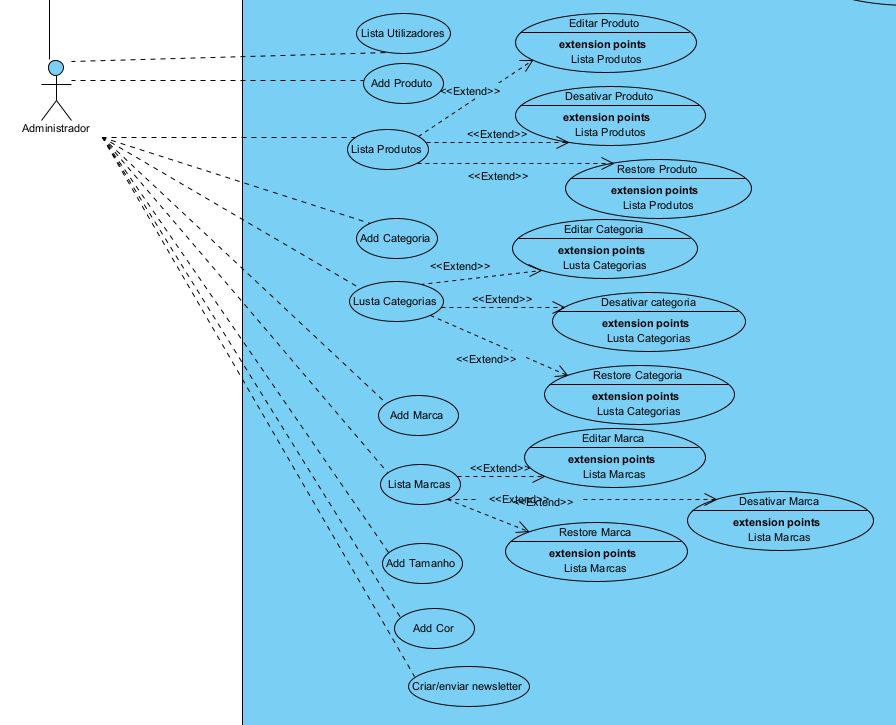 Administrador
Lista Utilizadores
Add Produto
Lista Produtos
<<Extend>>
<<Extend>>
<<Extend>>
Editar Produto
extension points
Lista Produtos
Desativar Produto
extension points
Lista Produtos
Restore Produto
extension points
Lista Produtos
Add Categoria
Lusta Categorias
<<Extend>>
<<Extend>>
<<Extend>>
Editar Categoria
extension points
Lusta Categorias
Desativar categoria
extension points
Lusta Categorias
Restore Categoria
extension points
Lusta Categorias
Add Marca
Lista Marcas
<<Extend>>
<<Extend>>
<<Extend>>
Editar Marca
extension points
Lista Marcas
Desativar Marca
extension points
Lista Marcas
Restore Marca
extension points
Lista Marcas
Add Tamanho
Add Cor
Criar/enviar newsletter